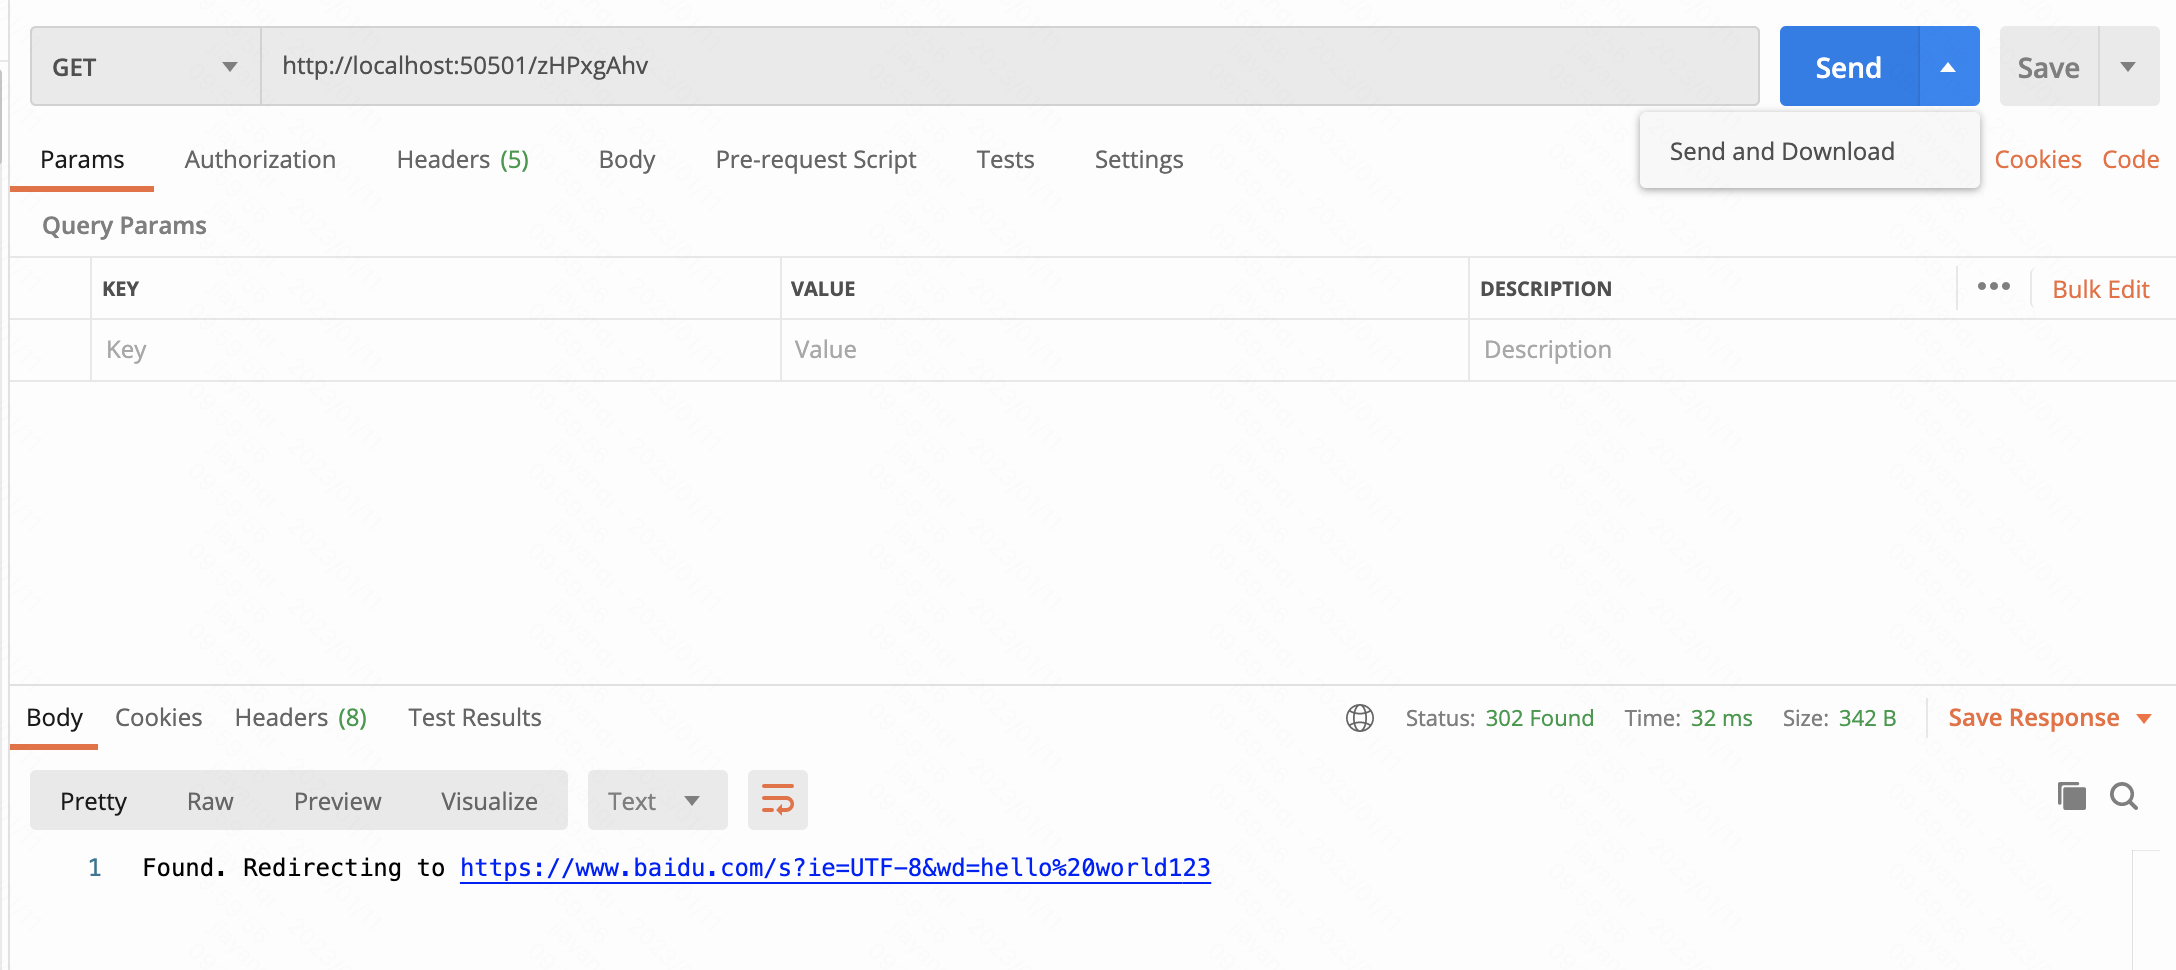 GET http://localhost:50501/zHPxgAhv Send Save
Send and Download
Params Authorization Headers (5) Body Pre-request Script Tests Settings Cookies Code
Query Params
KEY VALUE DESCRIPTION ••• Bulk Edit
Key Value Description
Body Cookies Headers (8) Test Results Status: 302 Found Time: 32 ms Size: 342 B Save Response
Pretty Raw Preview Visualize Text
1 Found. Redirecting to https://www.baidu.com/s?ie=UTF-8&wd=hello%20world123